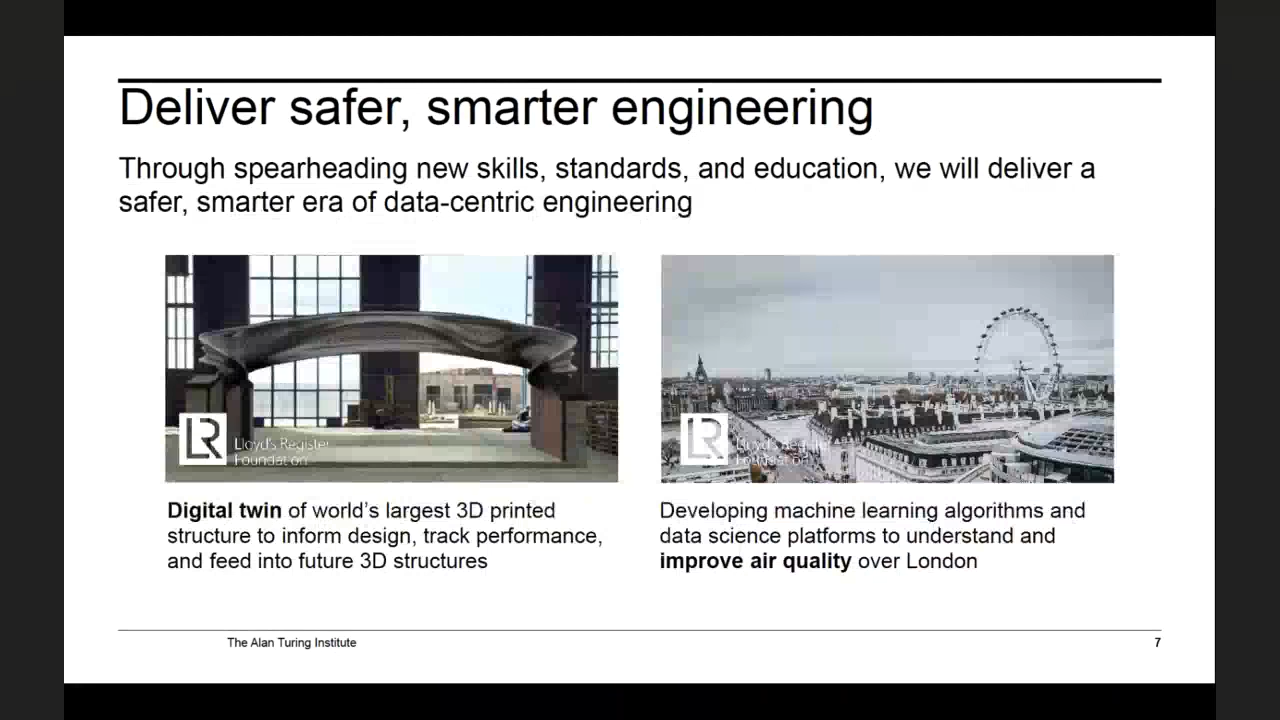 Deliver safer, smarter engineering
Through spearheading new skills, standards, and education, we will deliver a
safer, smarter era of data-centric engineering
LR
Lloyd's Register
Foundation
LR
Lloyd's Register
Foundation
Digital twin of world's largest 3D printed
structure to inform design, track performance,
and feed into future 3D structures
Developing machine learning algorithms and
data science platforms to understand and
improve air quality over London
The Alan Turing Institute
7